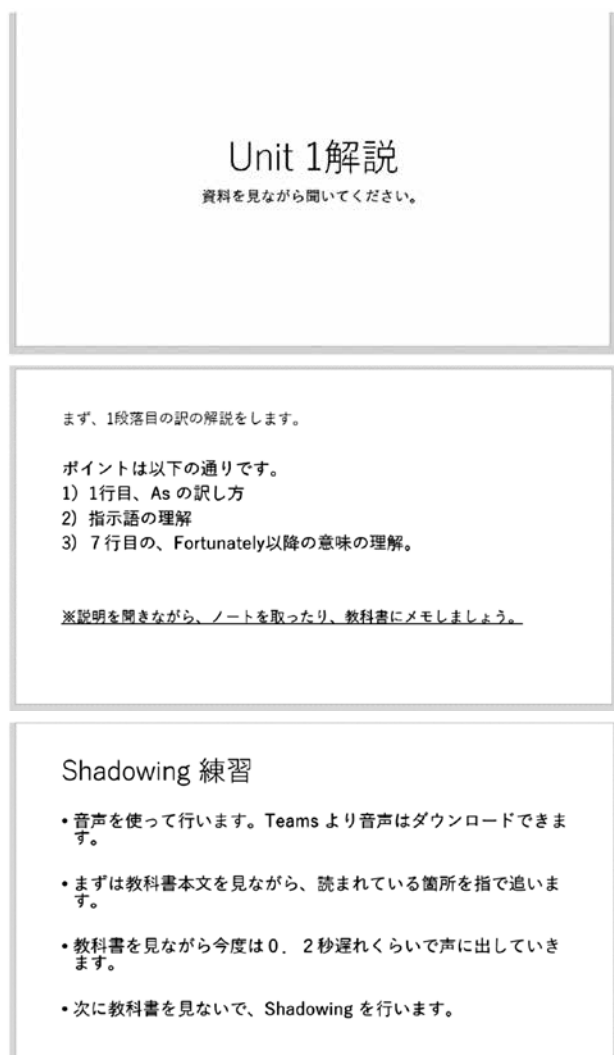 Unit 1解説
資料を見ながら聞いてください。
まず、1段落目の訳の解説をします。
ポイントは以下の通りです。
1) 1行目、As の訳し方
2) 指示語の理解
3) ７行目の、Fortunately以降の意味の理解。
※説明を聞きながら、ノートを取ったり、教科書にメモしましょう。
Shadowing 練習
• 音声を使って行います。Teams より音声はダウンロードできま
す。
• まずは教科書本文を見ながら、読まれている箇所を指で追いま
す。
• 教科書を見ながら今度は０．２秒遅れくらいで声に出していき
ます。
• 次に教科書を見ないで、Shadowing を行います。